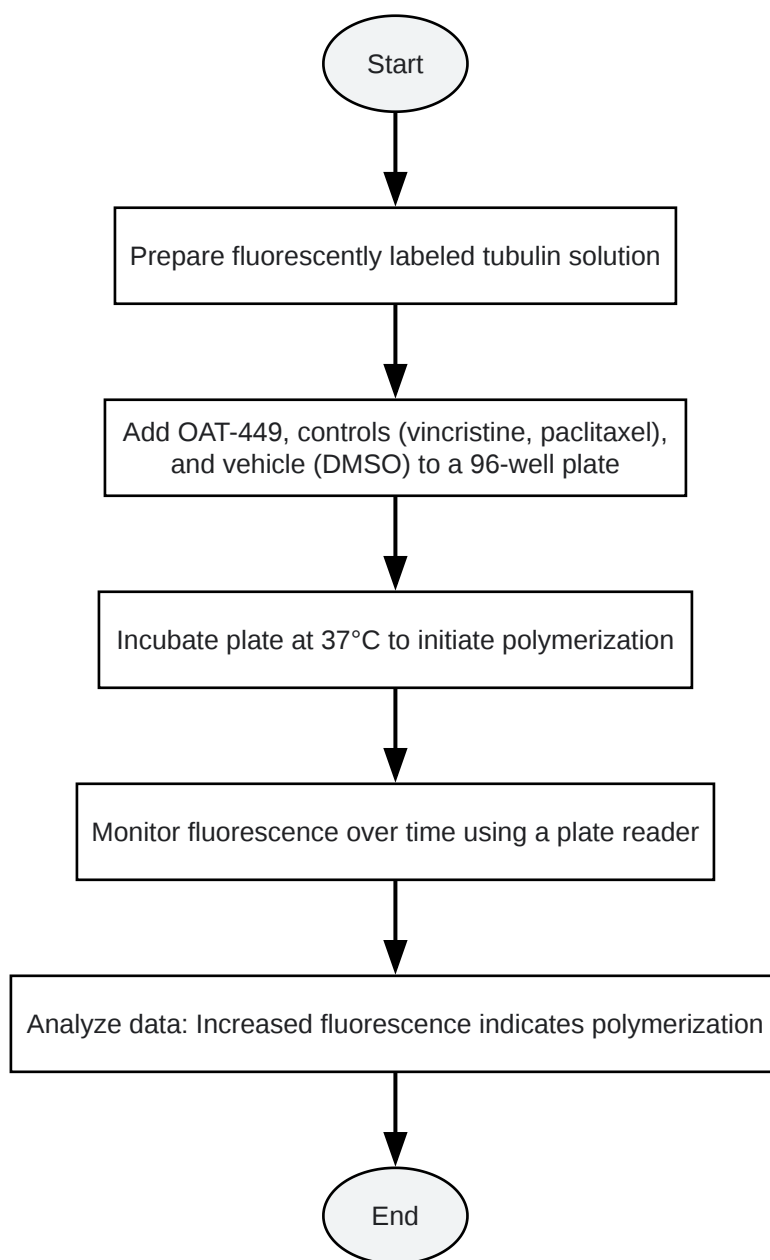 Start
Prepare fluorescently labeled tubulin solution
Add OAT-449, controls (vincristine, paclitaxel),
and vehicle (DMSO) to a 96-well plate
Incubate plate at 37°C to initiate polymerization
Monitor fluorescence over time using a plate reader
Analyze data: Increased fluorescence indicates polymerization
End